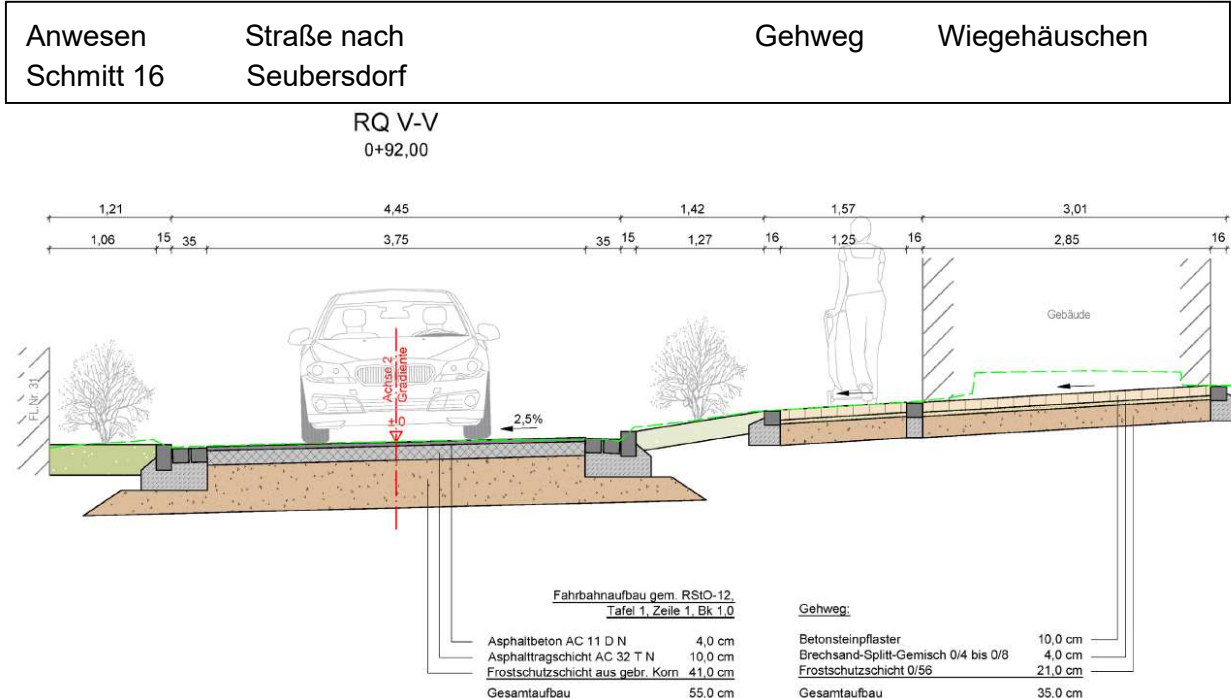 Anwesen Straße nach Gehweg Wiegehäuschen
Schmitt 16 Seubersdorf
RQ V-V
0+92,00
1,21 4,45 1,42 1,57 3,01
1,06 15 35 3,75 35 15 1,27 16 1,25 16 2,85 16
Gebäude
FL.Nr. 31
Achse 2
Gradiente
± 0
2,5%
Fahrbahnaufbau gem. RStO-12,
Tafel 1, Zeile 1, Bk 1,0
Asphaltbeton AC 11 D N 4,0 cm
Asphalttragschicht AC 32 T N 10,0 cm
Frostschutzschicht aus gebr. Korn 41,0 cm
Gesamtaufbau 55,0 cm
Gehweg:
Betonsteinpflaster 10,0 cm
Brechsand-Splitt-Gemisch 0/4 bis 0/8 4,0 cm
Frostschutzschicht 0/56 21,0 cm
Gesamtaufbau 35,0 cm